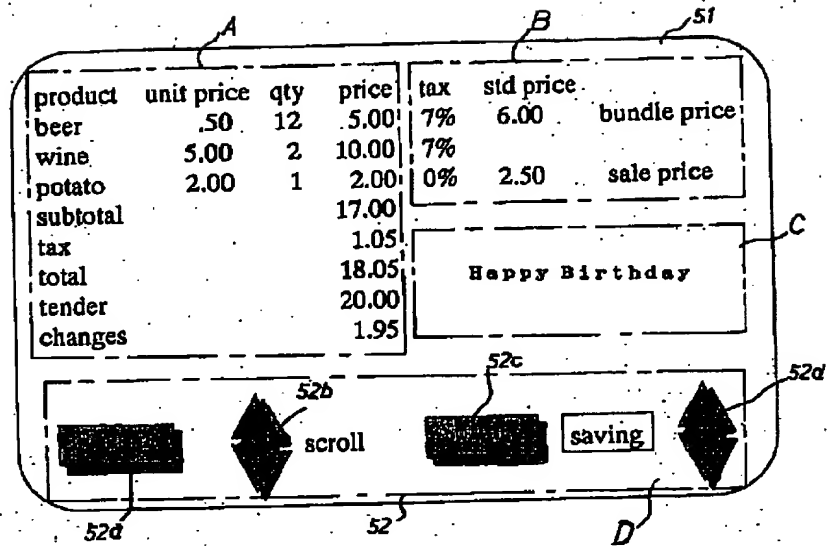 A
B
51
product unit price qty price
beer .50 12 5.00
wine 5.00 2 10.00
potato 2.00 1 2.00
subtotal 17.00
tax 1.05
total 18.05
tender 20.00
changes 1.95
tax std price
7% 6.00 bundle price
7%
0% 2.50 sale price
C
Happy Birthday
52b
scroll
52c
saving
52d
52a
52
D